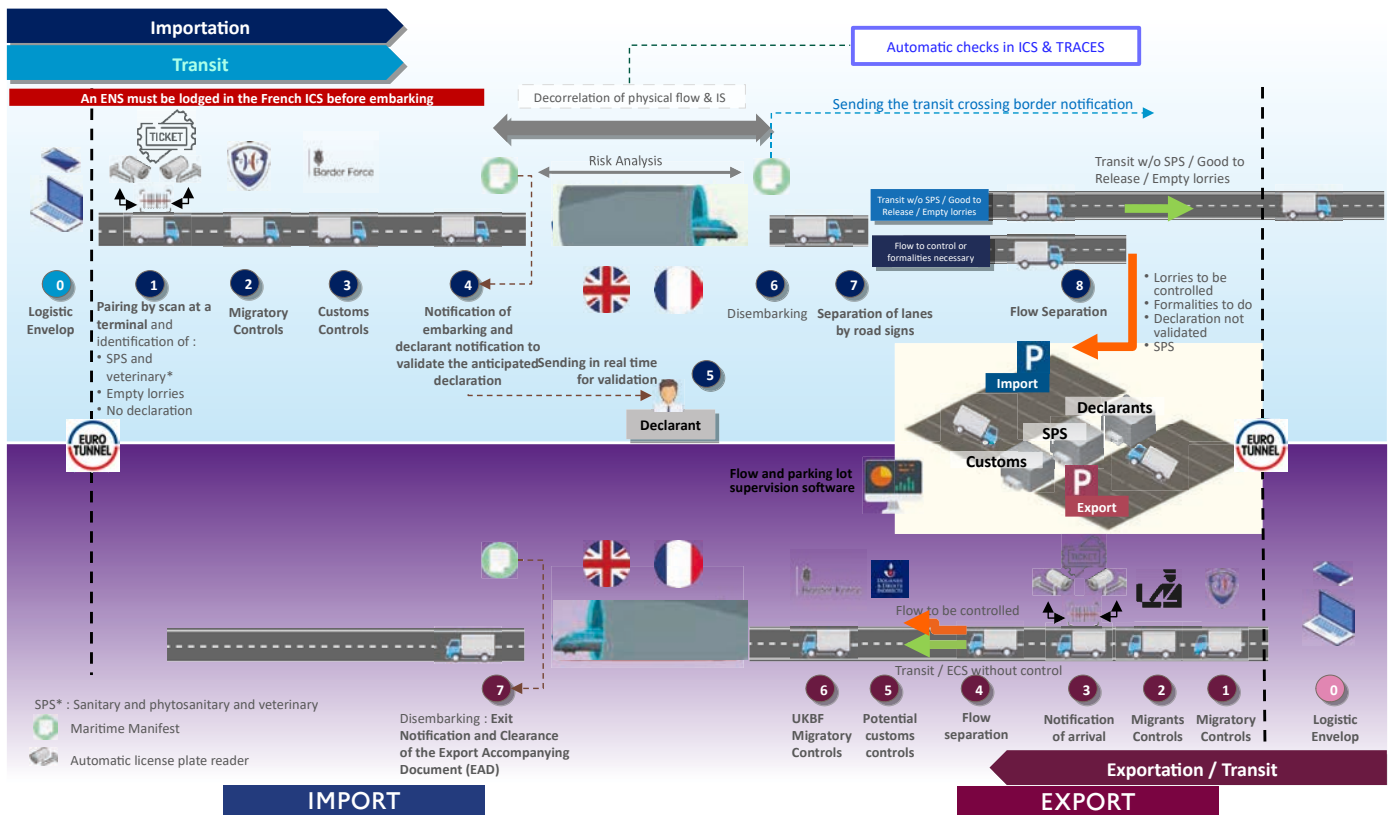 Importation
Transit
An ENS must be lodged in the French ICS before embarking
Automatic checks in ICS & TRACES
Decorrelation of physical flow & IS
Sending the transit crossing border notification
TICKET
Border Force
Risk Analysis
Transit w/o SPS / Good to
Release / Empty lorries
Transit w/o SPS / Good to
Release / Empty lorries
Flow to control or
formalities necessary
0
Logistic
Envelop
1
Pairing by scan at a
terminal and
identification of :
• SPS and
veterinary*
• Empty lorries
• No declaration
2
Migratory
Controls
3
Customs
Controls
4
Notification of
embarking and
declarant notification to
validate the anticipated
declaration
Sending in real time
for validation
5
Declarant
6
Disembarking
7
Separation of lanes
by road signs
8
Flow Separation
• Lorries to be
controlled
• Formalities to do
• Declaration not
validated
• SPS
P
Import
Declarants
SPS
Customs
P
Export
EURO
TUNNEL
EURO
TUNNEL
Flow and parking lot
supervision software
Border Force
DOUANES
& DROITS
INDIRECTS
TICKET
Flow to be controlled
Transit / ECS without control
7
Disembarking : Exit
Notification and Clearance
of the Export Accompanying
Document (EAD)
6
UKBF
Migratory
Controls
5
Potential
customs
controls
4
Flow
separation
3
Notification
of arrival
2
Migrants
Controls
1
Migratory
Controls
0
Logistic
Envelop
SPS* : Sanitary and phytosanitary and veterinary
Maritime Manifest
Automatic license plate reader
Exportation / Transit
IMPORT
EXPORT